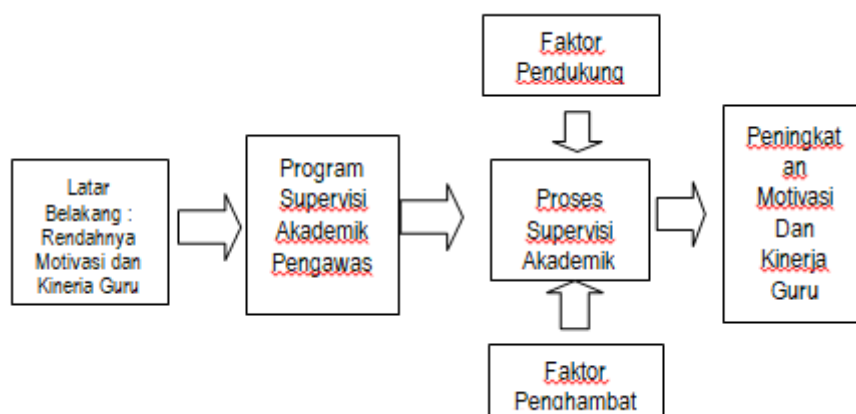 Latar
Belakang :
Rendahnya
Motivasi dan
Kinerja Guru
Program
Supervisi
Akademik
Pengawas
Faktor
Pendukung
Proses
Supervisi
Akademik
Faktor
Penghambat
Peningkat
an
Motivasi
Dan
Kinerja
Guru